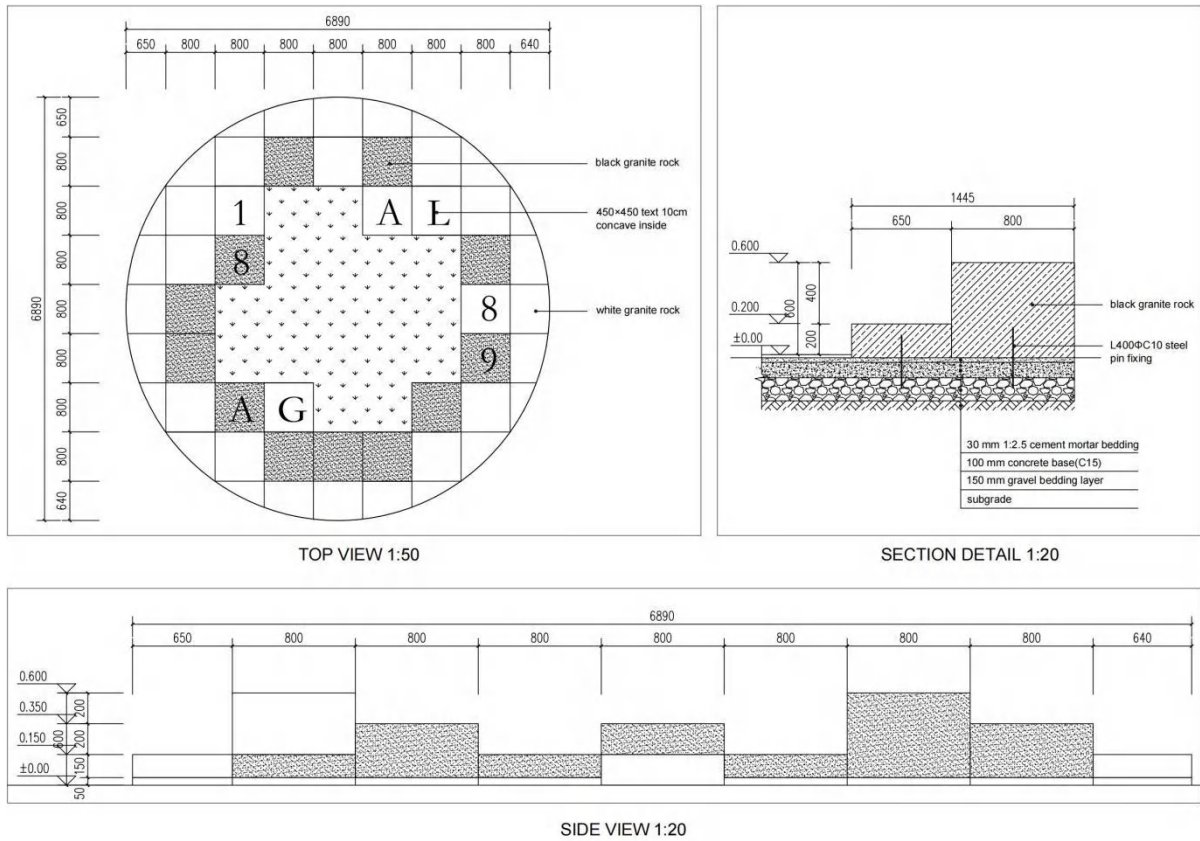 6890
650 800 800 800 800 800 800 800 640
6890
650
800
800
800
800
800
800
800
640
1 A L
8
8
9
A G
black granite rock
450×450 text 10cm
concave inside
white granite rock
TOP VIEW 1:50
1445
650 800
0.600
0.200
±0.00
600
400
200
black granite rock
L400ΦC10 steel
pin fixing
30 mm 1:2.5 cement mortar bedding
100 mm concrete base(C15)
150 mm gravel bedding layer
subgrade
SECTION DETAIL 1:20
6890
650 800 800 800 800 800 800 800 640
0.600
0.350
0.150
±0.00
600
200
200
150
50
SIDE VIEW 1:20